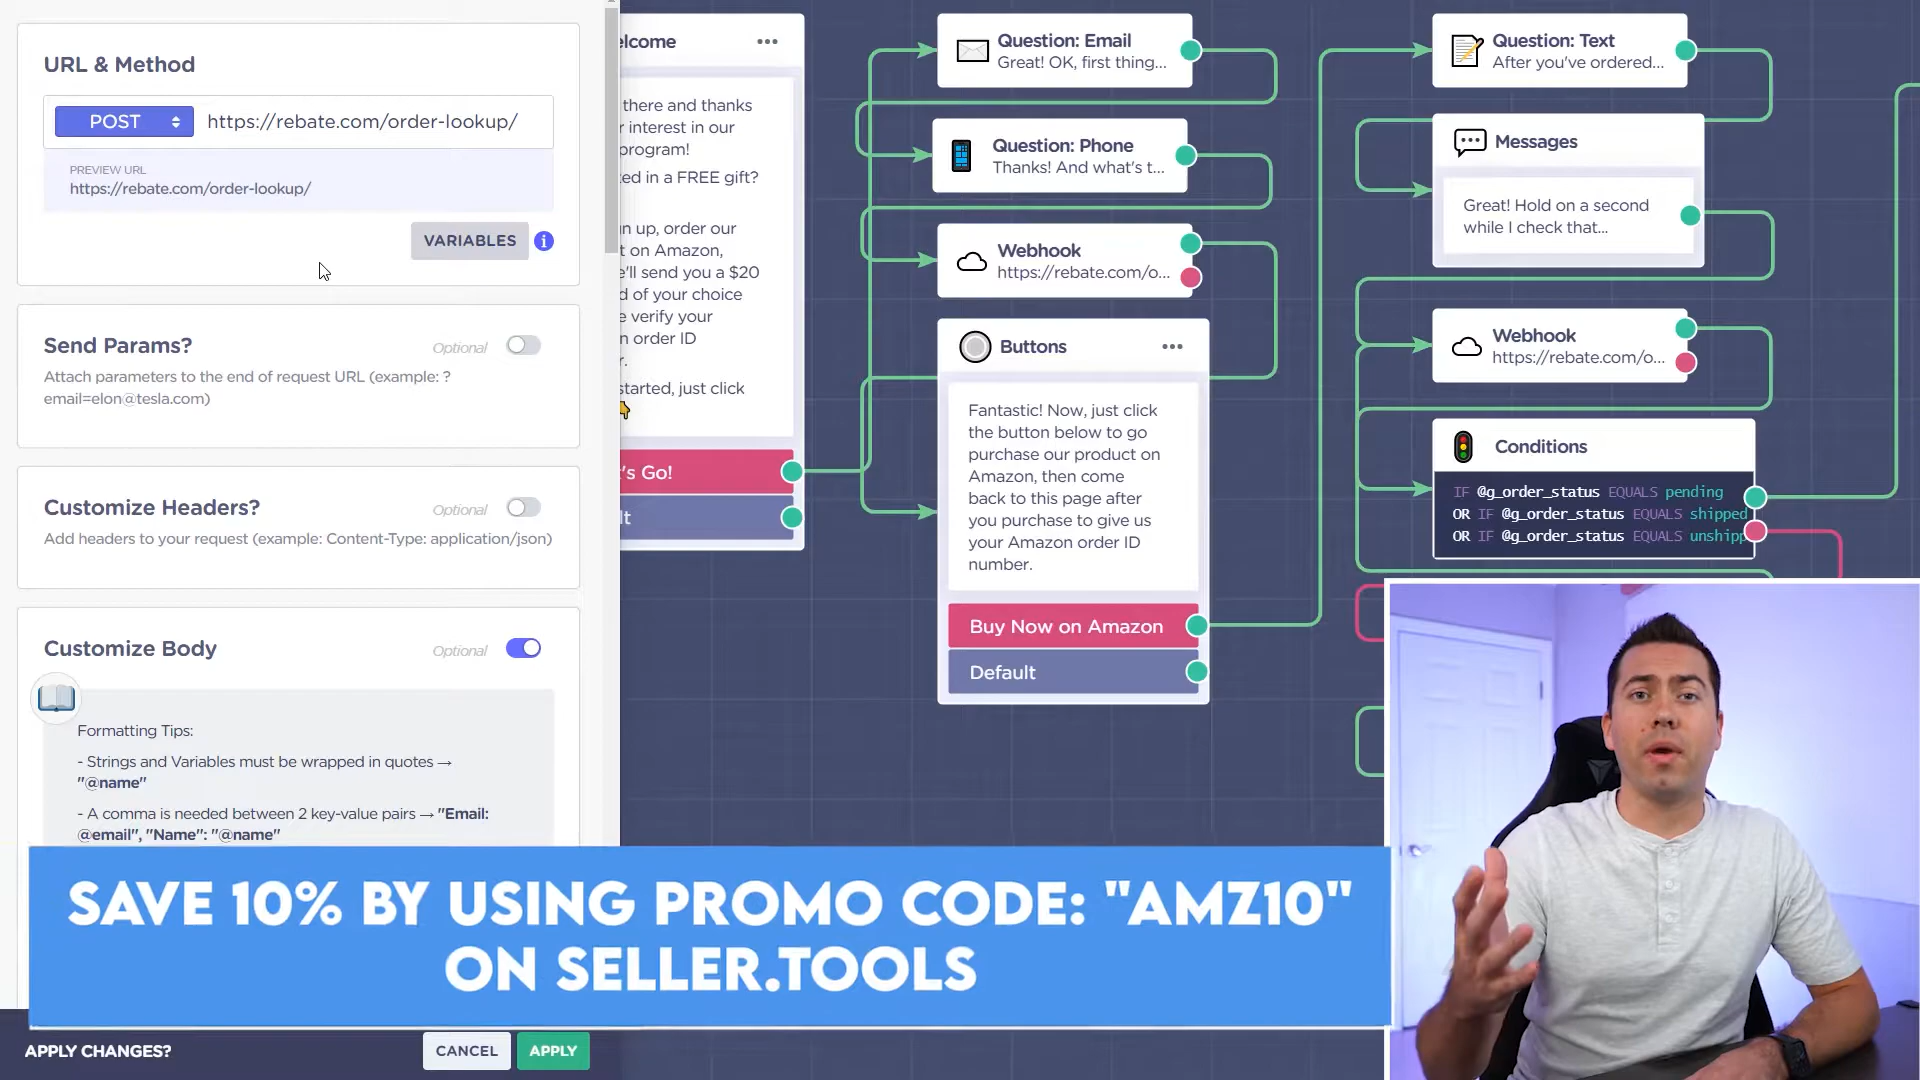 URL & Method
POST
https://rebate.com/order-lookup/
PREVIEW URL
https://rebate.com/order-lookup/
VARIABLES
i
Send Params?
Optional
Attach parameters to the end of request URL (example: ?
email=elon@tesla.com)
Customize Headers?
Optional
Add headers to your request (example: Content-Type: application/json)
Customize Body
Optional
Formatting Tips:
- Strings and Variables must be wrapped in quotes →
"@name"
- A comma is needed between 2 key-value pairs → "Email:
@email", "Name": "@name"
APPLY CHANGES?
CANCEL
APPLY
elcome
there and thanks
r interest in our
program!
ed in a FREE gift?
n up, order our
t on Amazon,
e'll send you a $20
d of your choice
e verify your
n order ID
r.
started, just click
's Go!
lt
Question: Email
Great! OK, first thing...
Question: Phone
Thanks! And what's t...
Webhook
https://rebate.com/o...
Buttons
Fantastic! Now, just click
the button below to go
purchase our product on
Amazon, then come
back to this page after
you purchase to give us
your Amazon order ID
number.
Buy Now on Amazon
Default
Question: Text
After you've ordered...
Messages
Great! Hold on a second
while I check that...
Webhook
https://rebate.com/o...
Conditions
IF @g_order_status EQUALS pending
OR IF @g_order_status EQUALS shipped
OR IF @g_order_status EQUALS unshipp
SAVE 10% BY USING PROMO CODE: "AMZ10"
ON SELLER.TOOLS